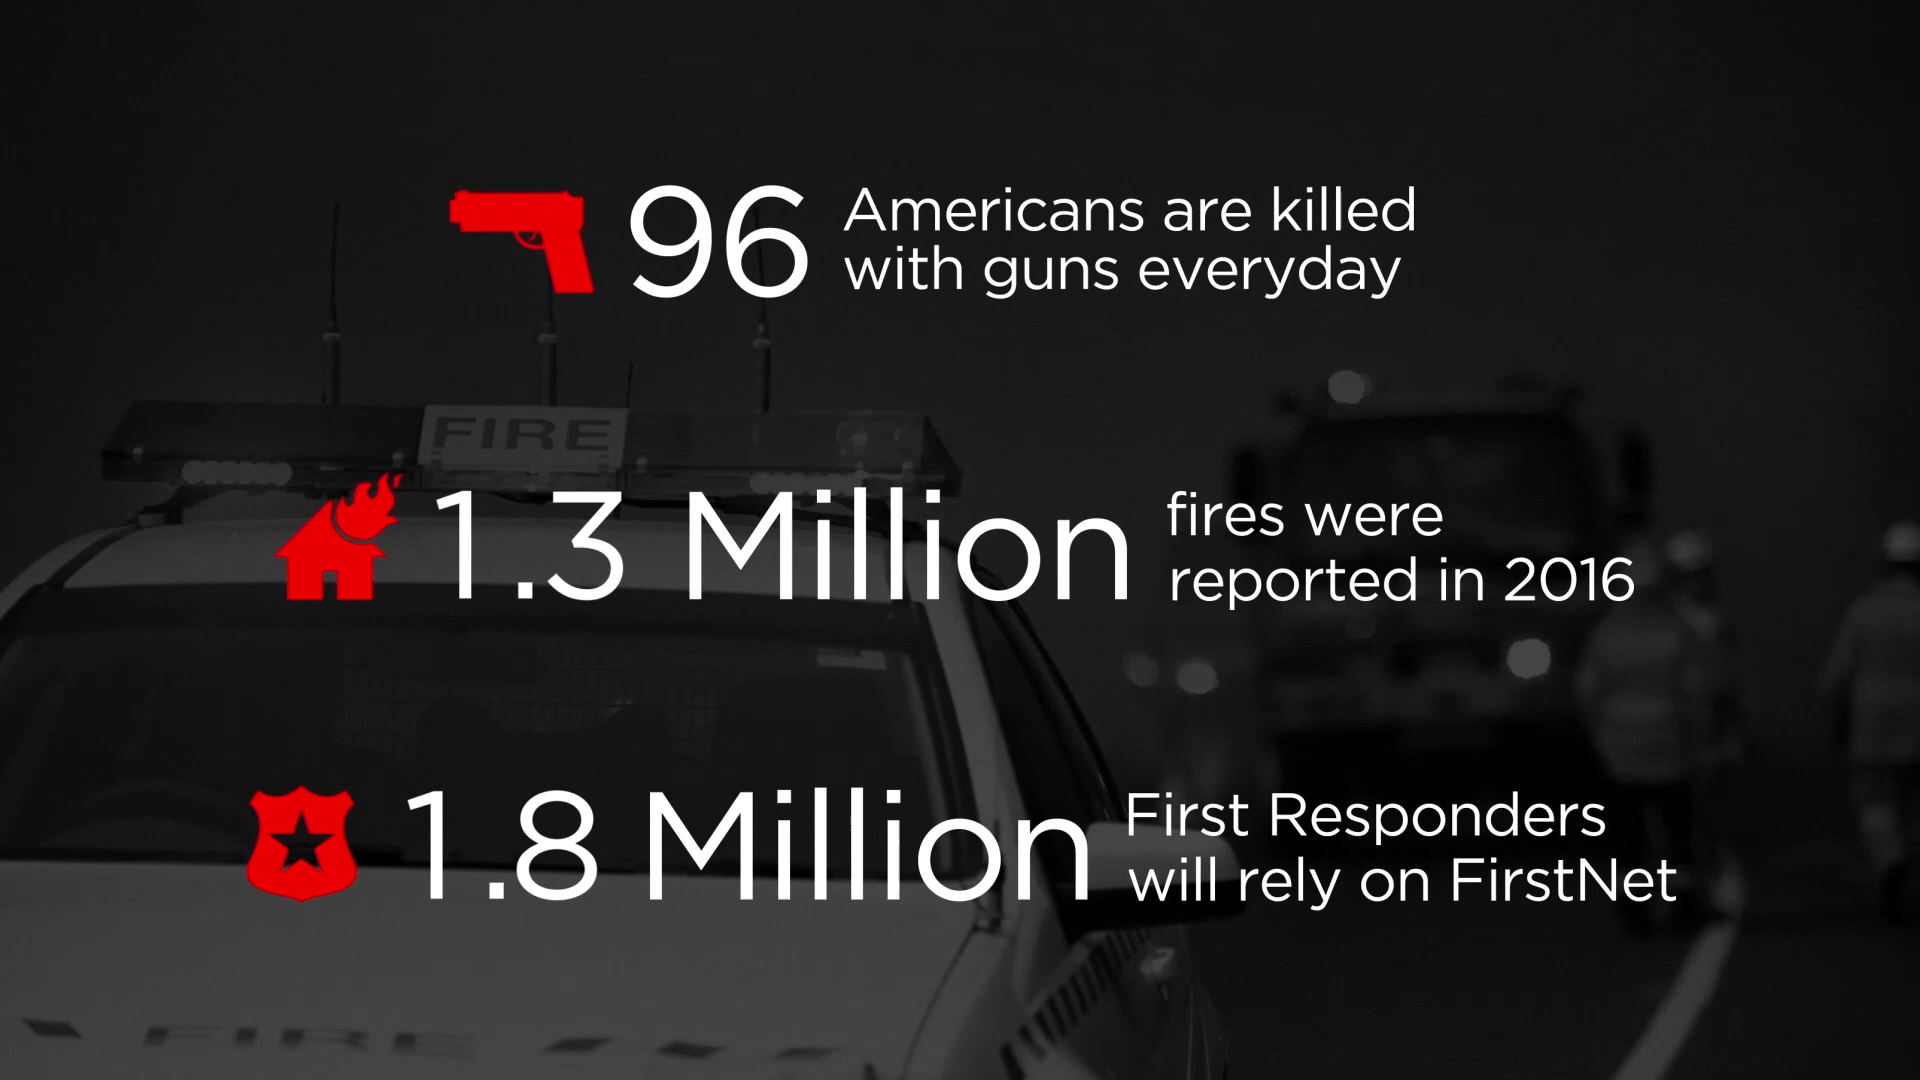 96 Americans are killed
with guns everyday
FIRE
1.3 Million fires were
reported in 2016
1.8 Million First Responders
will rely on FirstNet
FIRE